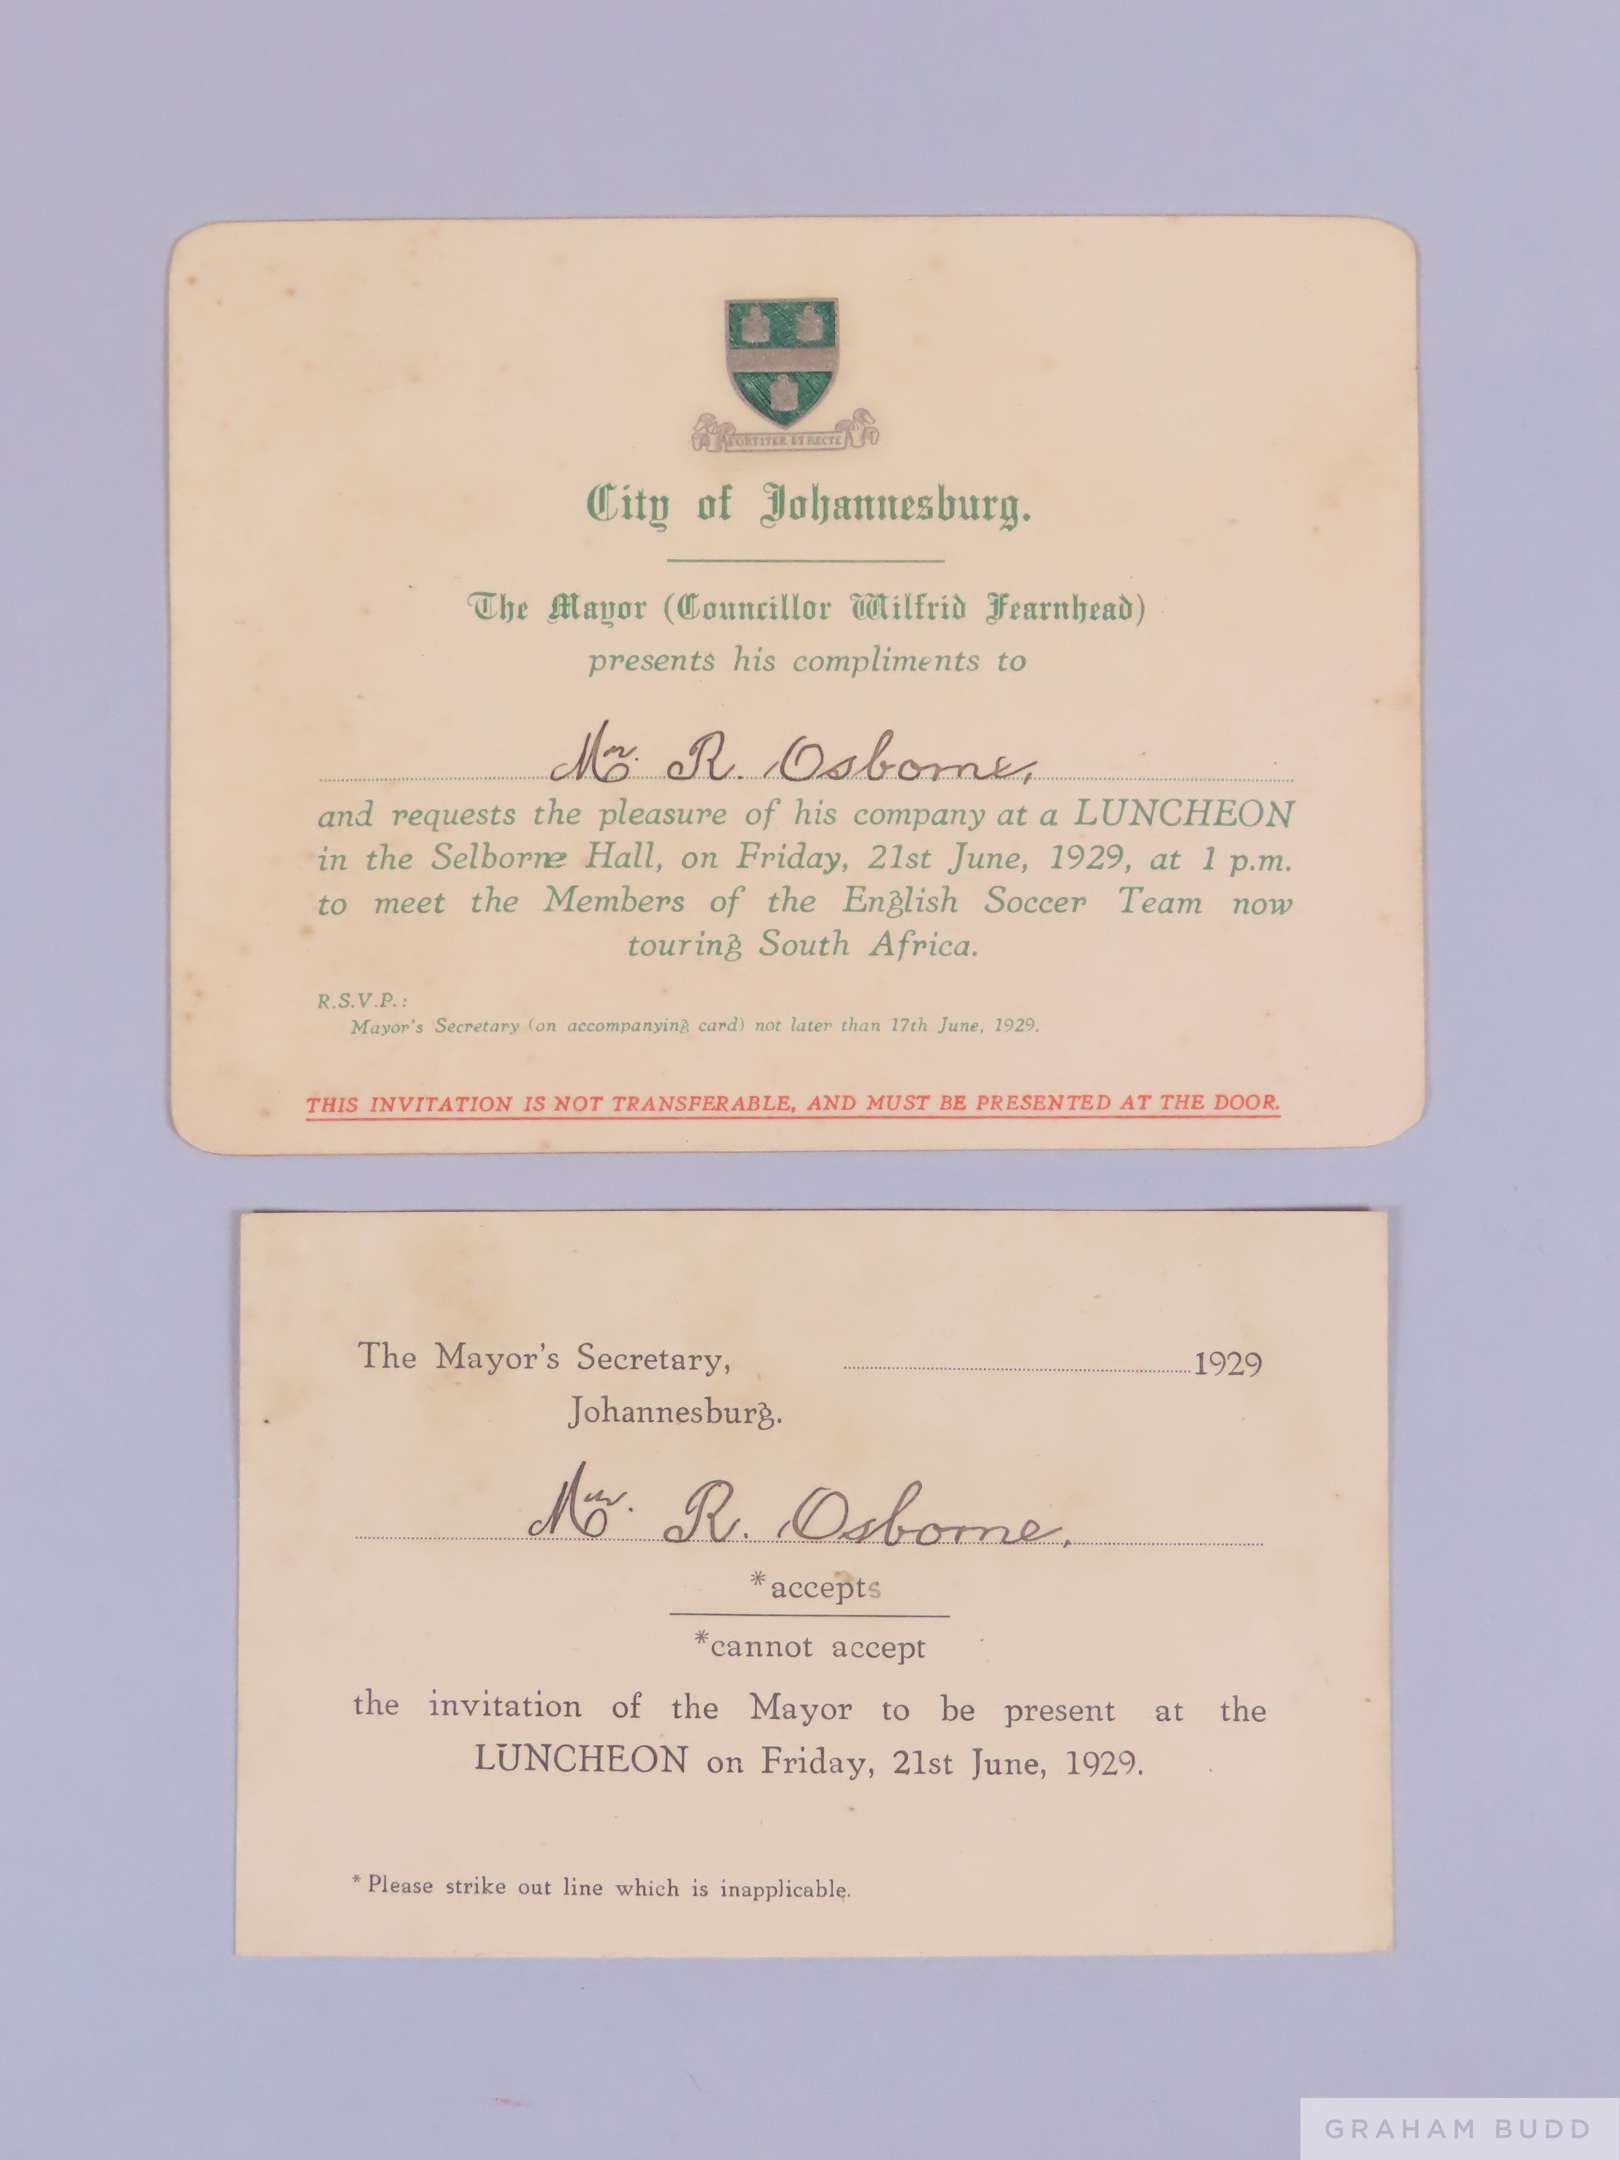 FORTITER ET RECTE
City of Johannesburg.
The Mayor (Councillor Wilfrid Fearnhead)
presents his compliments to
Mr. R. Osborne,
and requests the pleasure of his company at a LUNCHEON
in the Selborne Hall, on Friday, 21st June, 1929, at 1 p.m.
to meet the Members of the English Soccer Team now
touring South Africa.
R.S.V.P.:
Mayor's Secretary (on accompanying card) not later than 17th June, 1929.
THIS INVITATION IS NOT TRANSFERABLE, AND MUST BE PRESENTED AT THE DOOR.
The Mayor's Secretary, 1929
Johannesburg.
Mr. R. Osborne,
*accepts
*cannot accept
the invitation of the Mayor to be present at the
LUNCHEON on Friday, 21st June, 1929.
* Please strike out line which is inapplicable.
GRAHAM BUDD